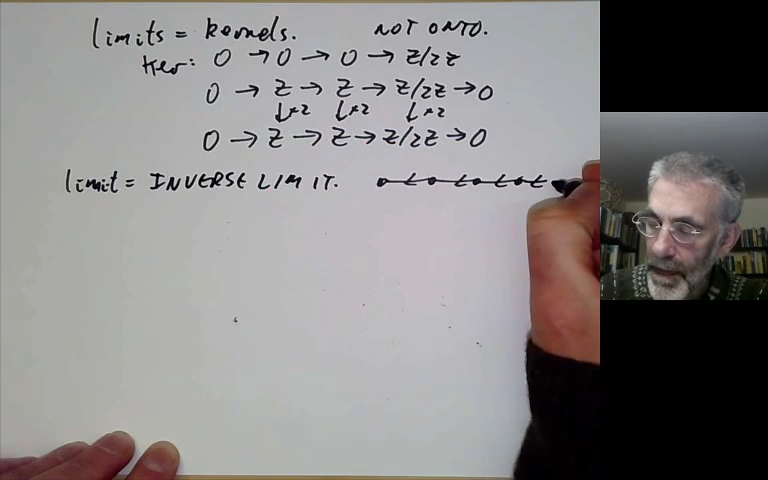 limits = kernels. NOT ONTO.
Ker: 0 → 0 → 0 → Z/2Z
0 → Z → Z → Z/2Z → 0
↓×2 ↓×2 ↓×2
0 → Z → Z → Z/2Z → 0
limit = INVERSE LIMIT. •←•←•←•←